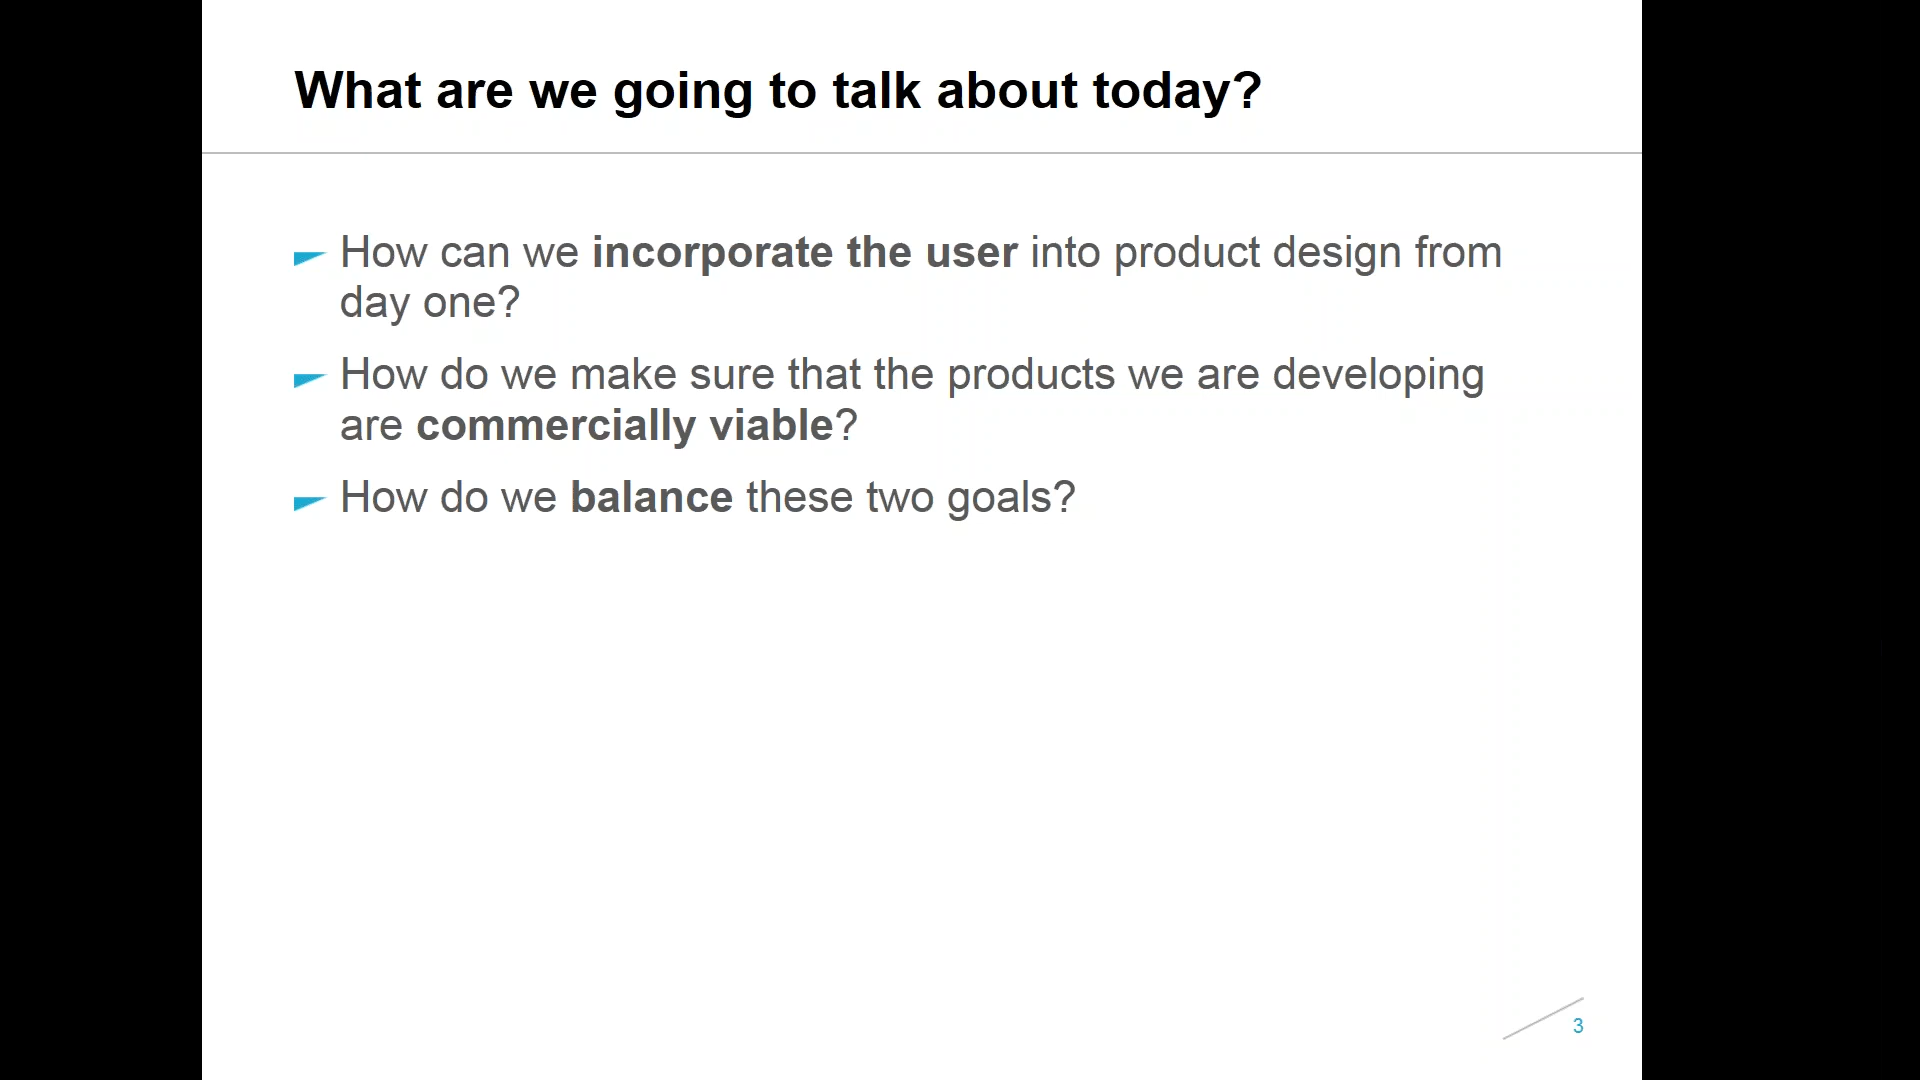 What are we going to talk about today?
How can we incorporate the user into product design from
day one?
How do we make sure that the products we are developing
are commercially viable?
How do we balance these two goals?
3